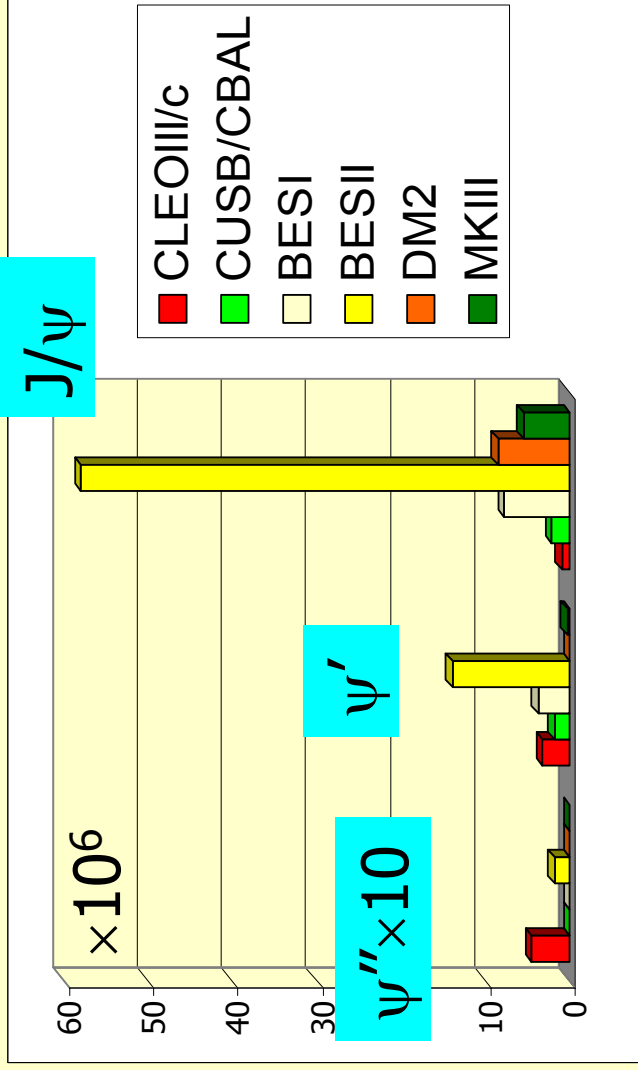 J/ψ
×10⁶
ψ'
ψ''×10
60
50
40
30
10
0
CLEOIII/c
CUSB/CBAL
BESI
BESII
DM2
MKIII